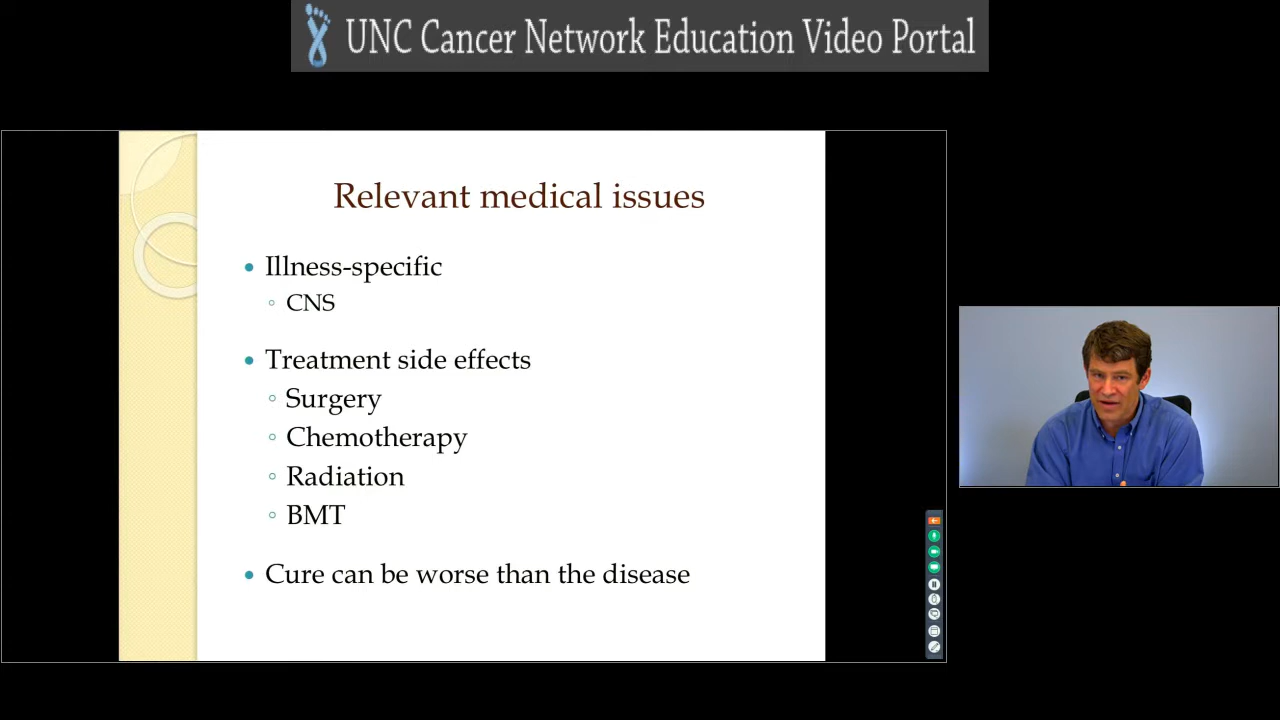 UNC Cancer Network Education Video Portal
Relevant medical issues
Illness-specific
CNS
Treatment side effects
Surgery
Chemotherapy
Radiation
BMT
Cure can be worse than the disease